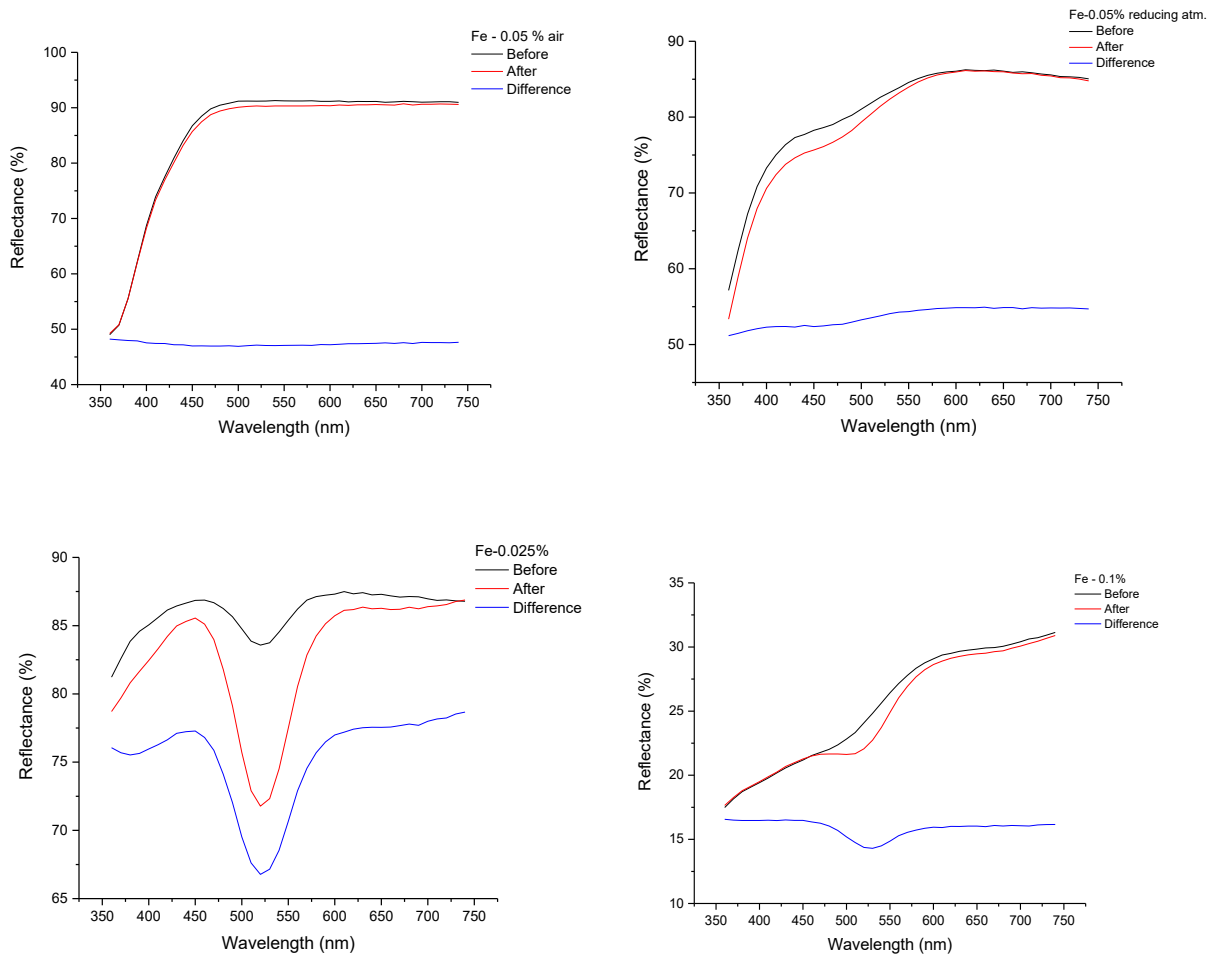 Fe - 0.05 % air
Before
After
Difference
100
90
80
70
60
50
40
Reflectance (%)
350 400 450 500 550 600 650 700 750
Wavelength (nm)
Fe-0.05% reducing atm.
Before
After
Difference
90
80
70
60
50
Reflectance (%)
350 400 450 500 550 600 650 700 750
Wavelength (nm)
Fe-0.025%
Before
After
Difference
90
85
80
75
70
65
Reflectance (%)
350 400 450 500 550 600 650 700 750
Wavelength (nm)
Fe - 0.1%
Before
After
Difference
35
30
25
20
15
10
Reflectance (%)
350 400 450 500 550 600 650 700 750
Wavelength (nm)